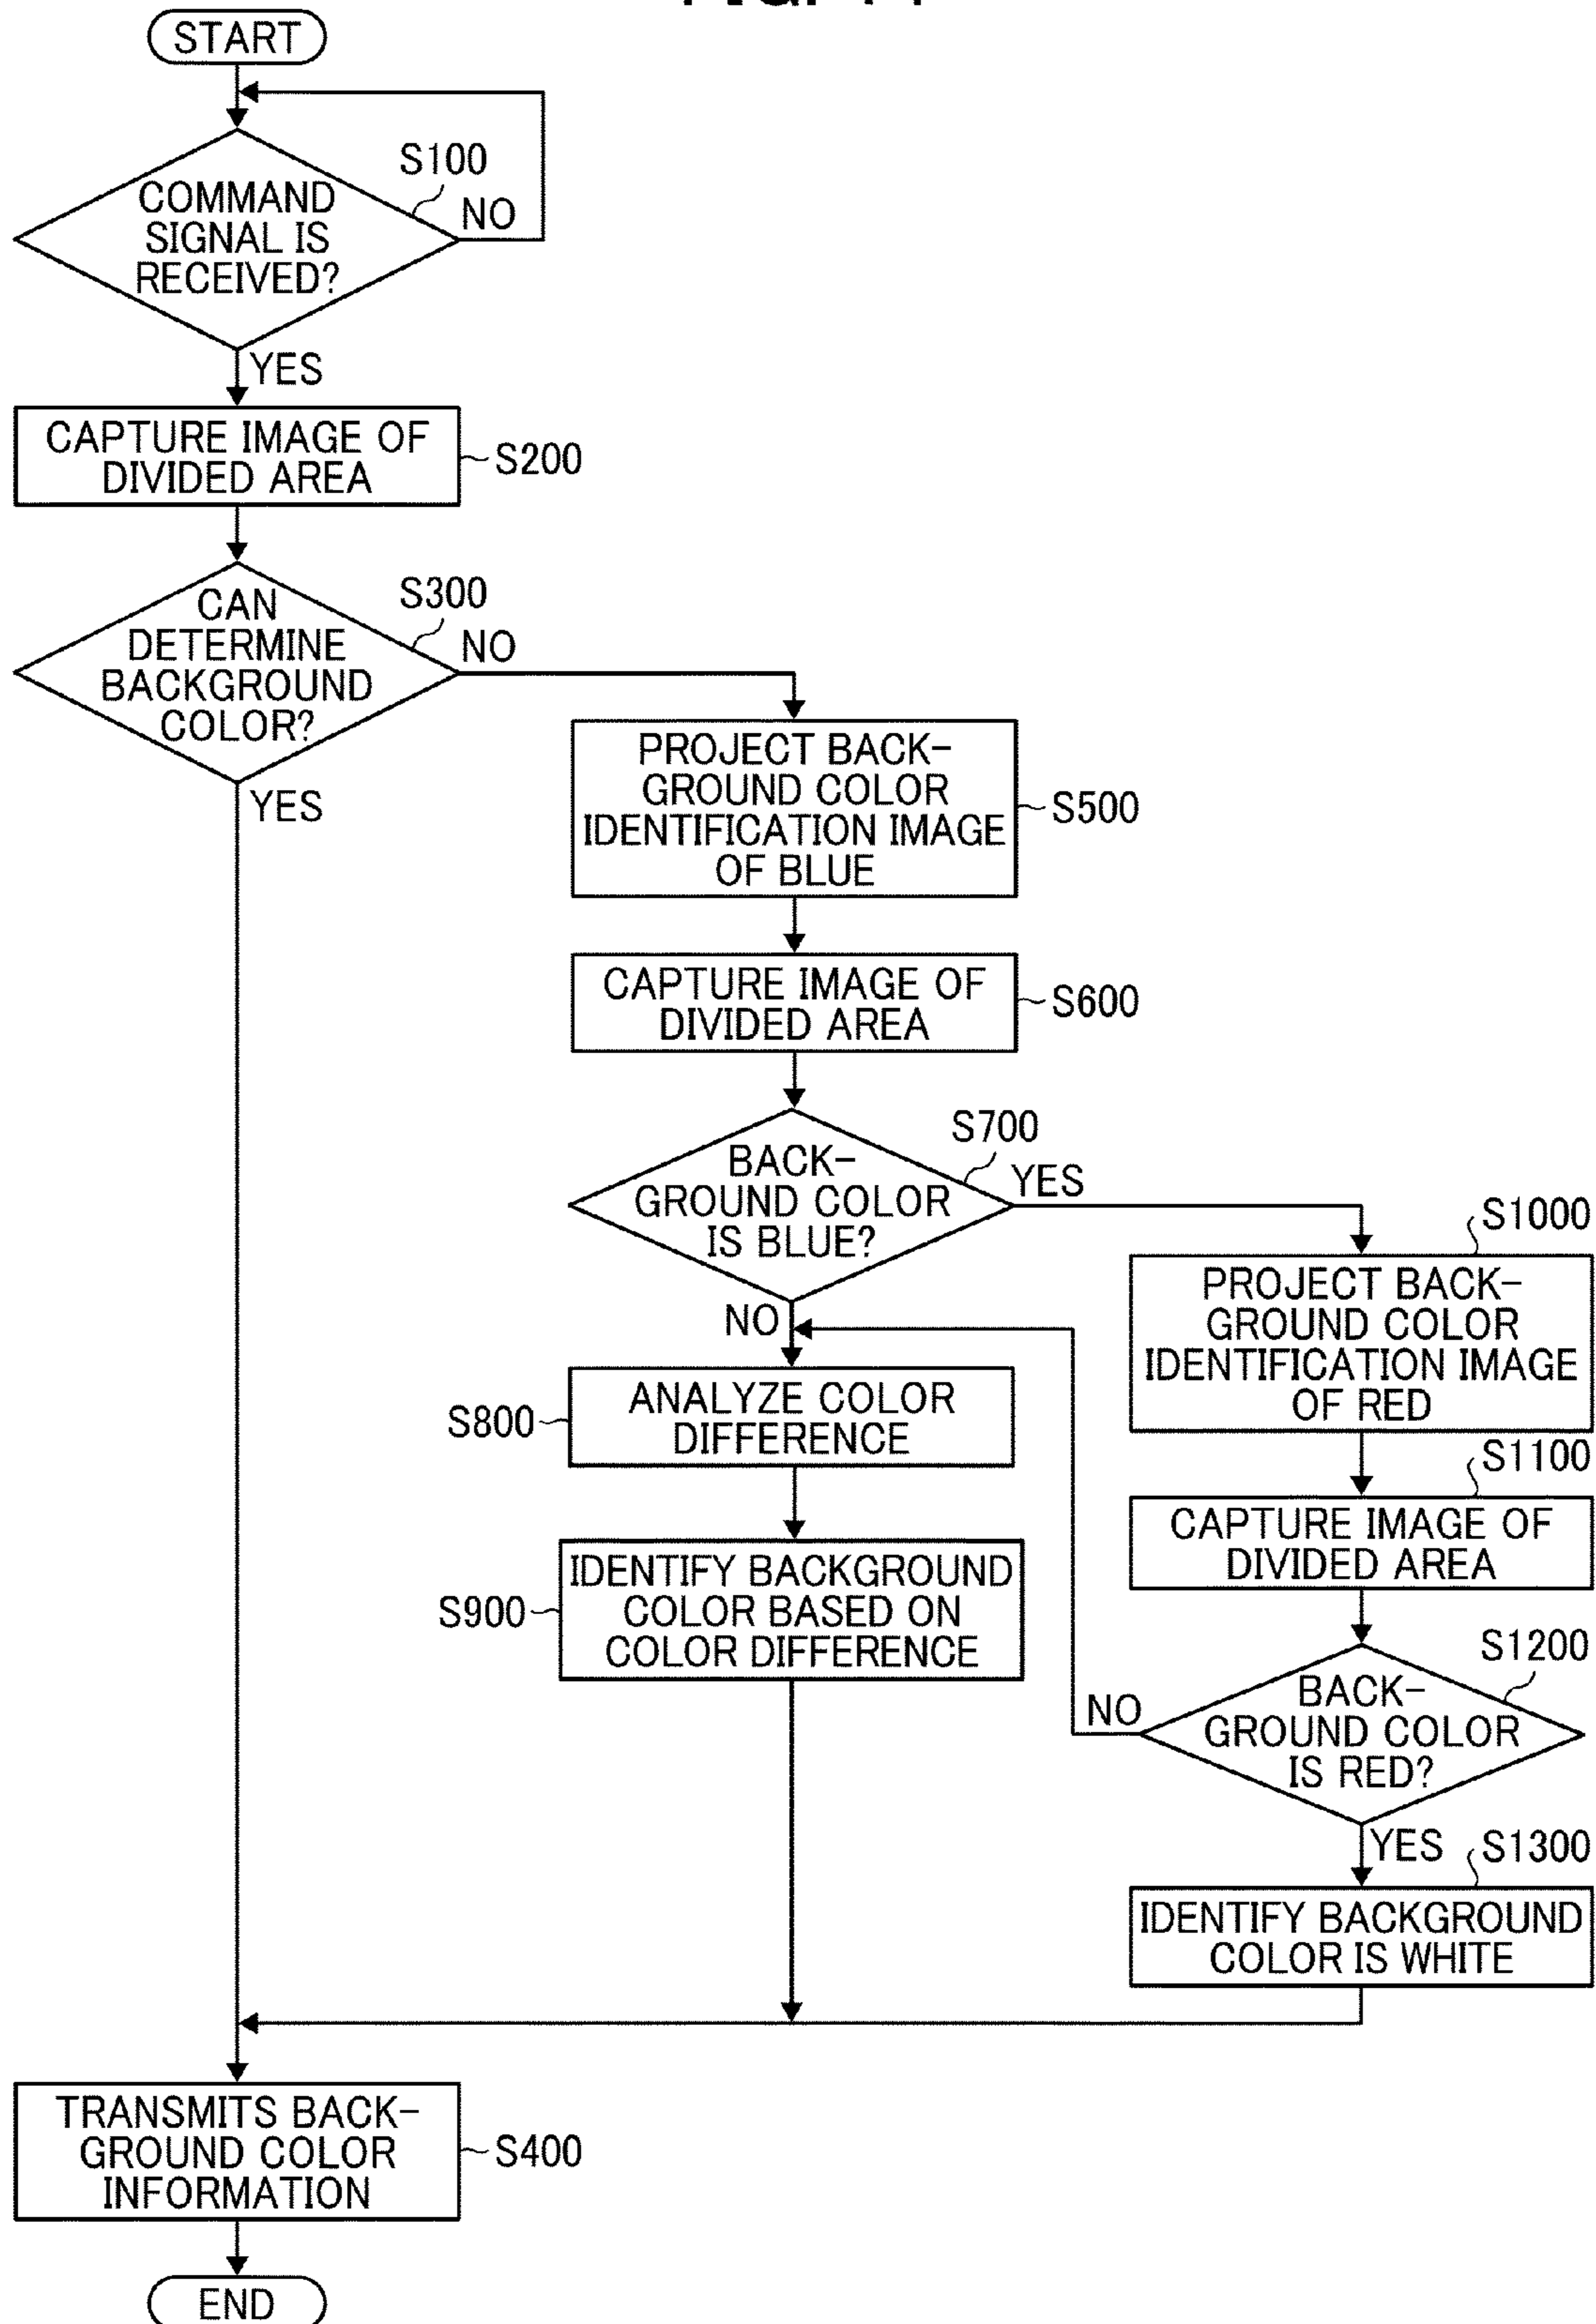 START
S100
COMMAND
SIGNAL IS
RECEIVED?
NO
YES
CAPTURE IMAGE OF
DIVIDED AREA
S200
S300
CAN
DETERMINE
BACKGROUND
COLOR?
NO
YES
PROJECT BACK-
GROUND COLOR
IDENTIFICATION IMAGE
OF BLUE
S500
CAPTURE IMAGE OF
DIVIDED AREA
S600
S700
BACK-
GROUND COLOR
IS BLUE?
YES
NO
S1000
PROJECT BACK-
GROUND COLOR
IDENTIFICATION IMAGE
OF RED
S800
ANALYZE COLOR
DIFFERENCE
S1100
CAPTURE IMAGE OF
DIVIDED AREA
S900
IDENTIFY BACKGROUND
COLOR BASED ON
COLOR DIFFERENCE
S1200
BACK-
GROUND COLOR
IS RED?
NO
YES
S1300
IDENTIFY BACKGROUND
COLOR IS WHITE
TRANSMITS BACK-
GROUND COLOR
INFORMATION
S400
END